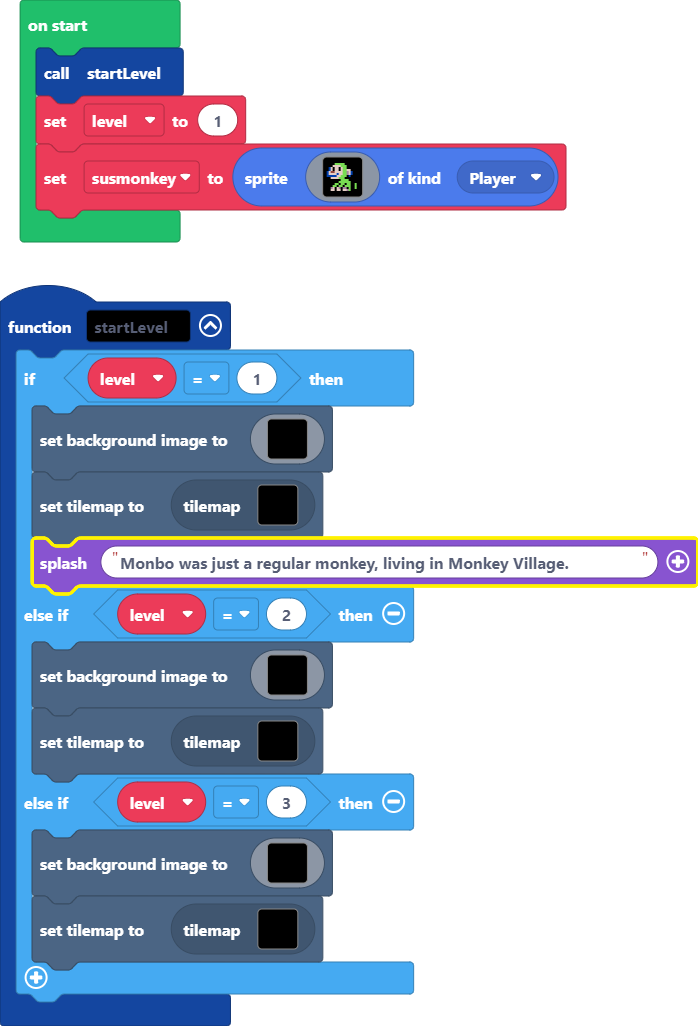 on start
call startLevel
set level to 1
set susmonkey to sprite of kind Player
function startLevel
if level = 1 then
set background image to
set tilemap to tilemap
splash "Monbo was just a regular monkey, living in Monkey Village. "
else if level = 2 then
set background image to
set tilemap to tilemap
else if level = 3 then
set background image to
set tilemap to tilemap